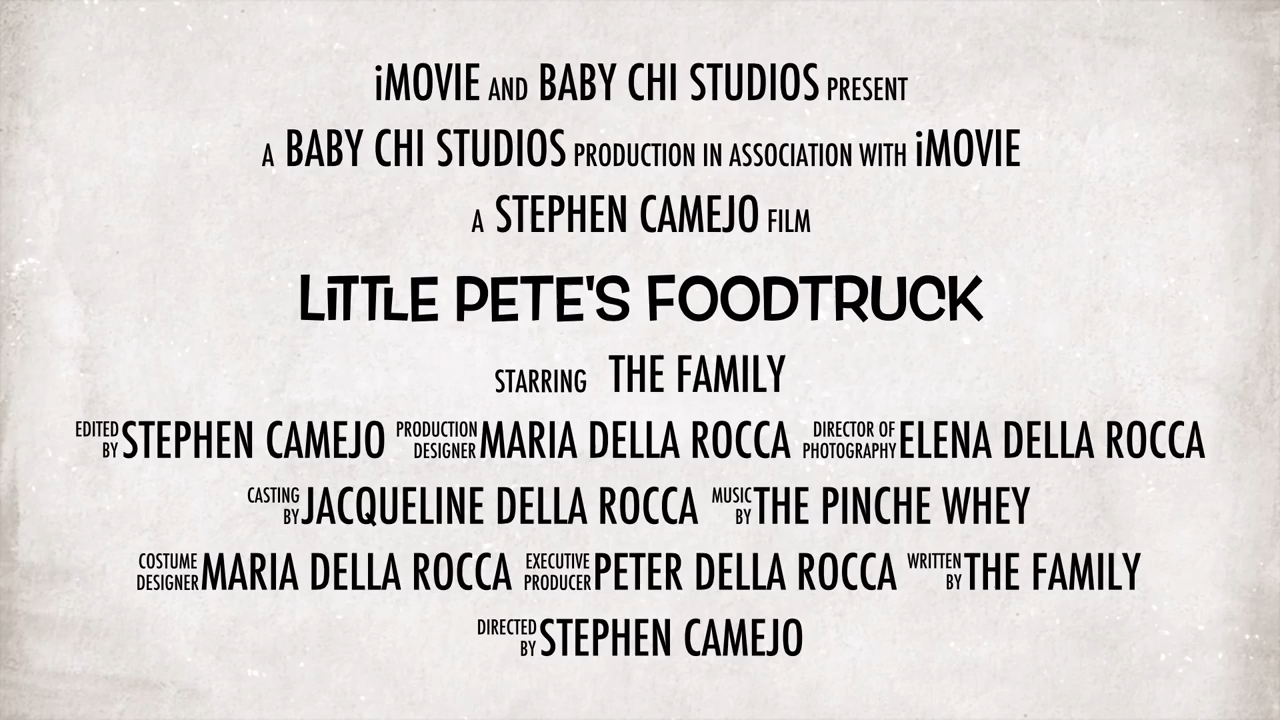 iMOVIE AND BABY CHI STUDIOS PRESENT
A BABY CHI STUDIOS PRODUCTION IN ASSOCIATION WITH iMOVIE
A STEPHEN CAMEJO FILM
LiTTLE PETE'S FOODTRUCK
STARRING THE FAMILY
EDITED BY STEPHEN CAMEJO PRODUCTION DESIGNER MARIA DELLA ROCCA DIRECTOR OF PHOTOGRAPHY ELENA DELLA ROCCA
CASTING BY JACQUELINE DELLA ROCCA MUSIC BY THE PINCHE WHEY
COSTUME DESIGNER MARIA DELLA ROCCA EXECUTIVE PRODUCER PETER DELLA ROCCA WRITTEN BY THE FAMILY
DIRECTED BY STEPHEN CAMEJO